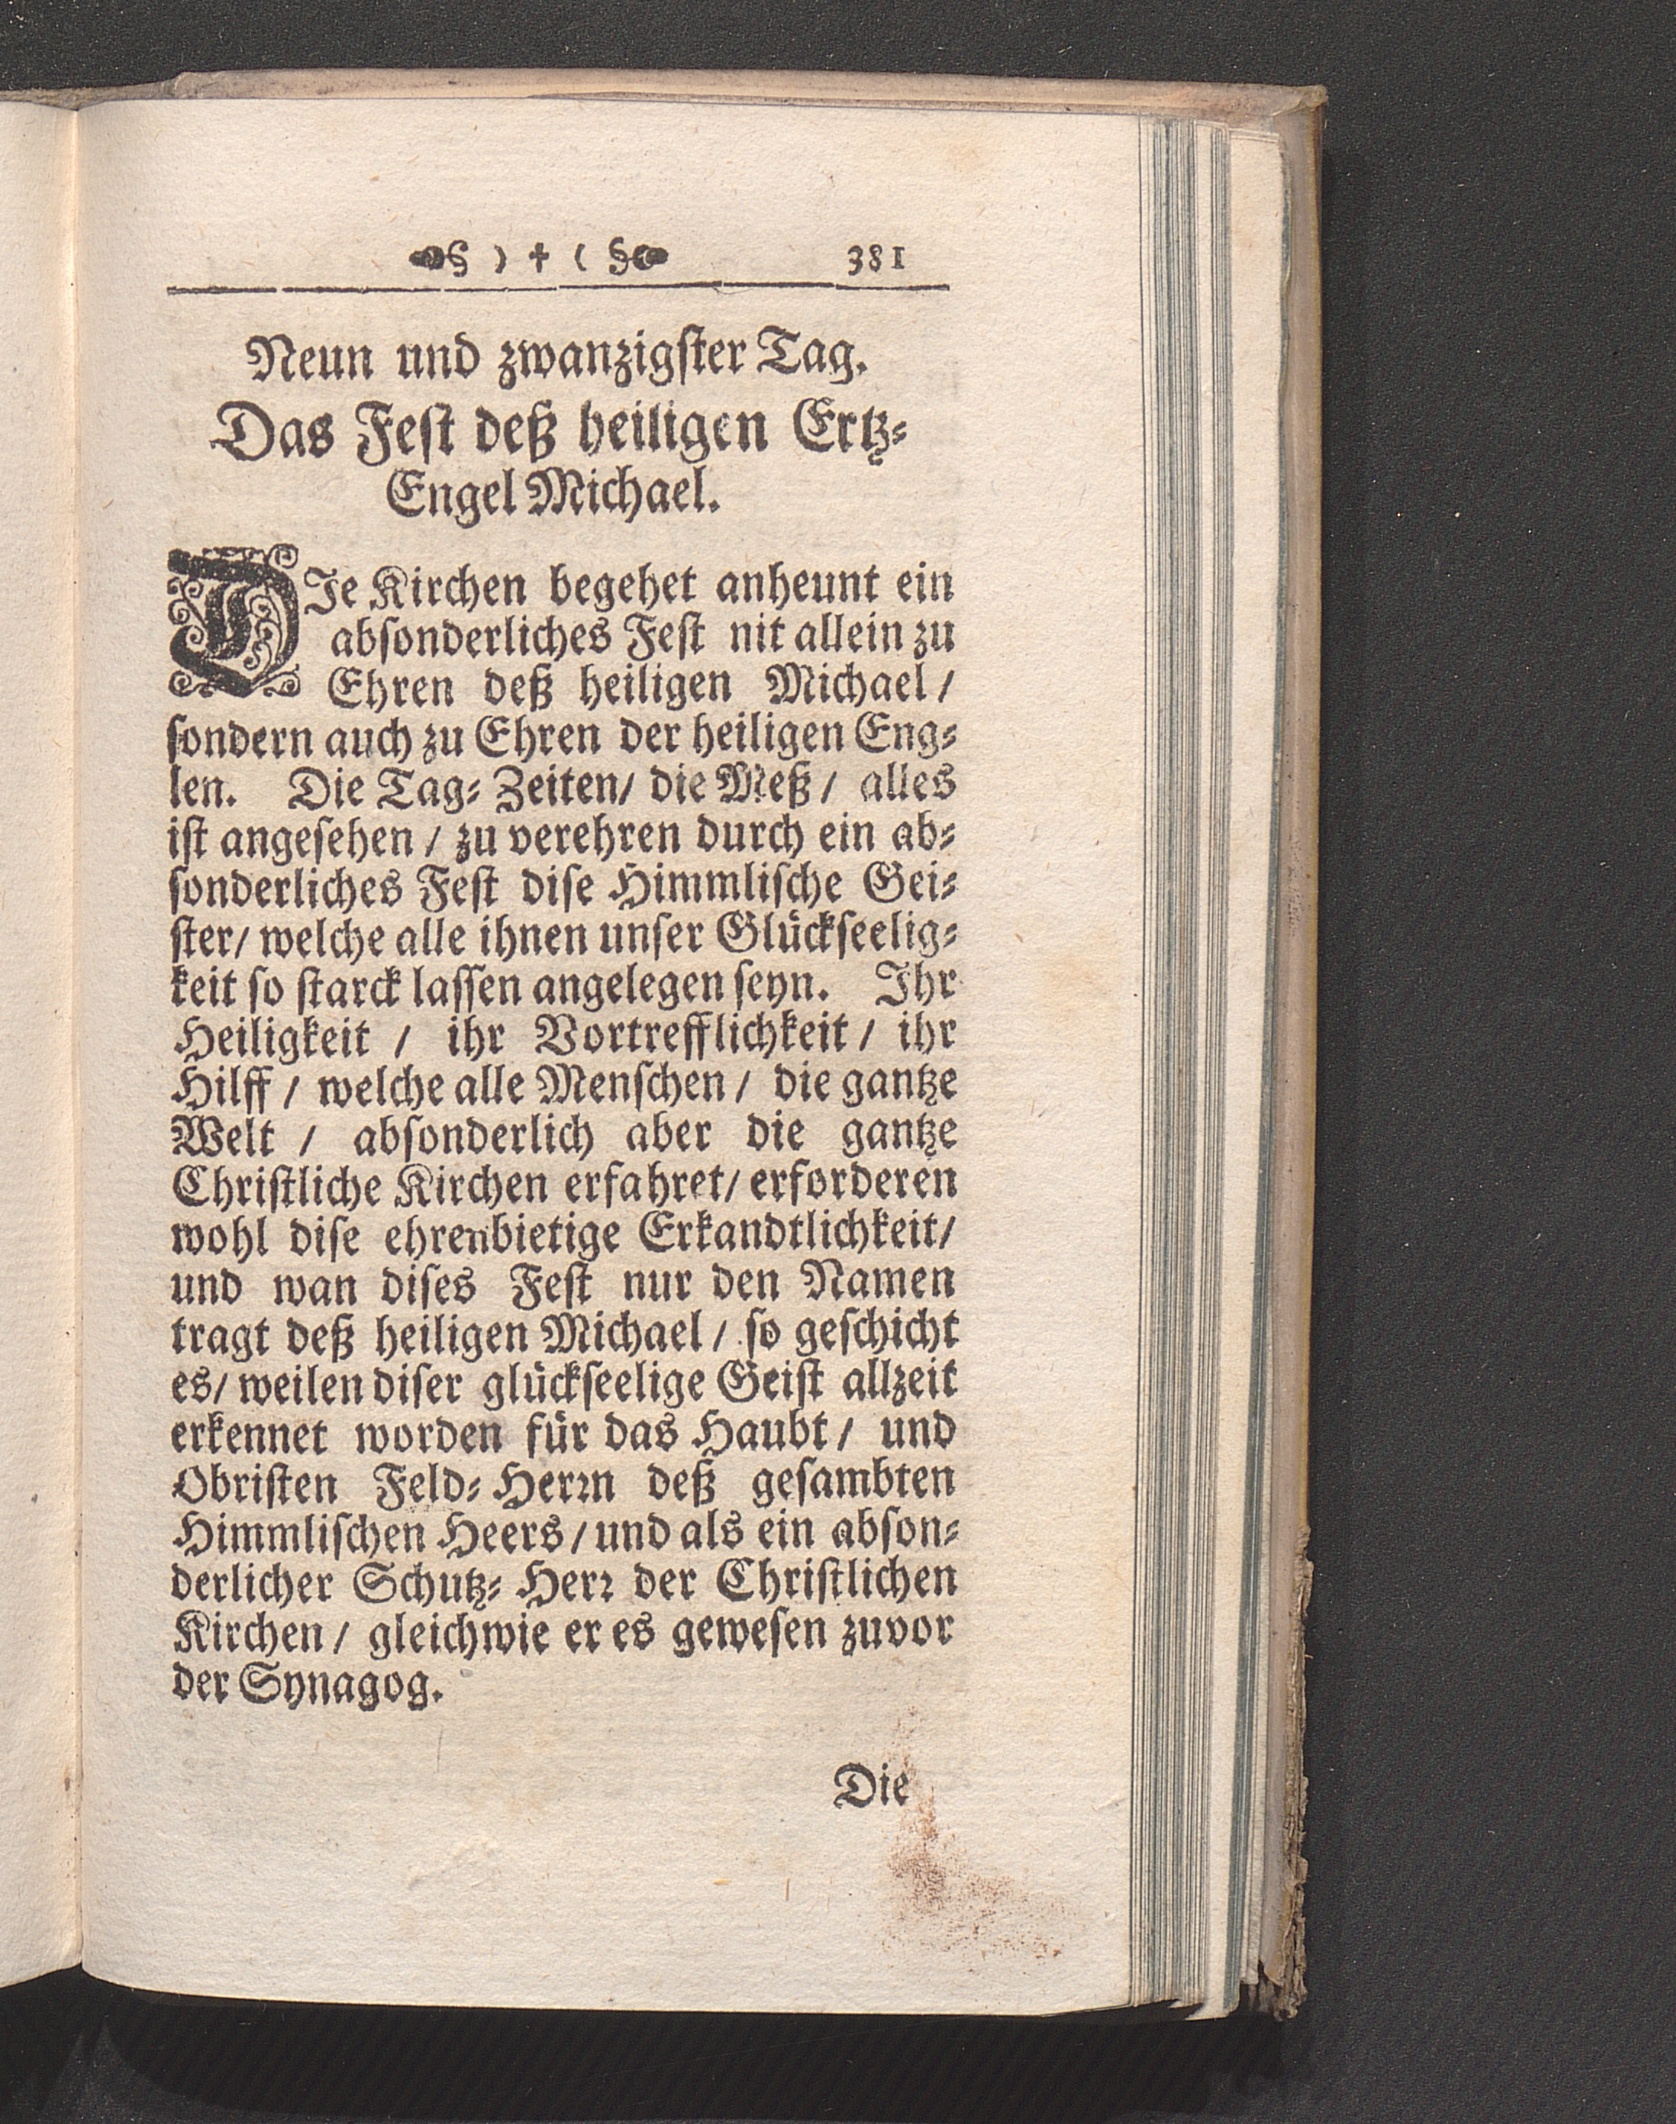 § ) ✝ ( § 381
Neun und zwanzigſter Tag.
Das Feſt deß heiligen Ertz⸗
Engel Michael.
DIe Kirchen begehet anheunt ein
abſonderliches Feſt nit allein zu
Ehren deß heiligen Michael /
ſondern auch zu Ehren der heiligen Eng⸗
len. Die Tag⸗ Zeiten/ die Meß / alles
iſt angeſehen / zu verehren durch ein ab⸗
ſonderliches Feſt diſe Himmliſche Gei⸗
ſter/ welche alle ihnen unſer Glückſeelig⸗
keit ſo ſtarck laſſen angelegen ſeyn. Ihr
Heiligkeit / ihr Vortrefflichkeit / ihr
Hilff / welche alle Menſchen / die gantze
Welt / abſonderlich aber die gantze
Chriſtliche Kirchen erfahret/ erforderen
wohl diſe ehrenbietige Erkandtlichkeit/
und wan diſes Feſt nur den Namen
tragt deß heiligen Michael / ſo geſchicht
es/ weilen diſer glückſeelige Geiſt allzeit
erkennet worden für das Haubt / und
Obriſten Feld⸗ Herꝛn deß geſambten
Himmliſchen Heers / und als ein abſon⸗
derlicher Schutz⸗ Herꝛ der Chriſtlichen
Kirchen / gleichwie er es geweſen zuvor
der Synagog.
Die